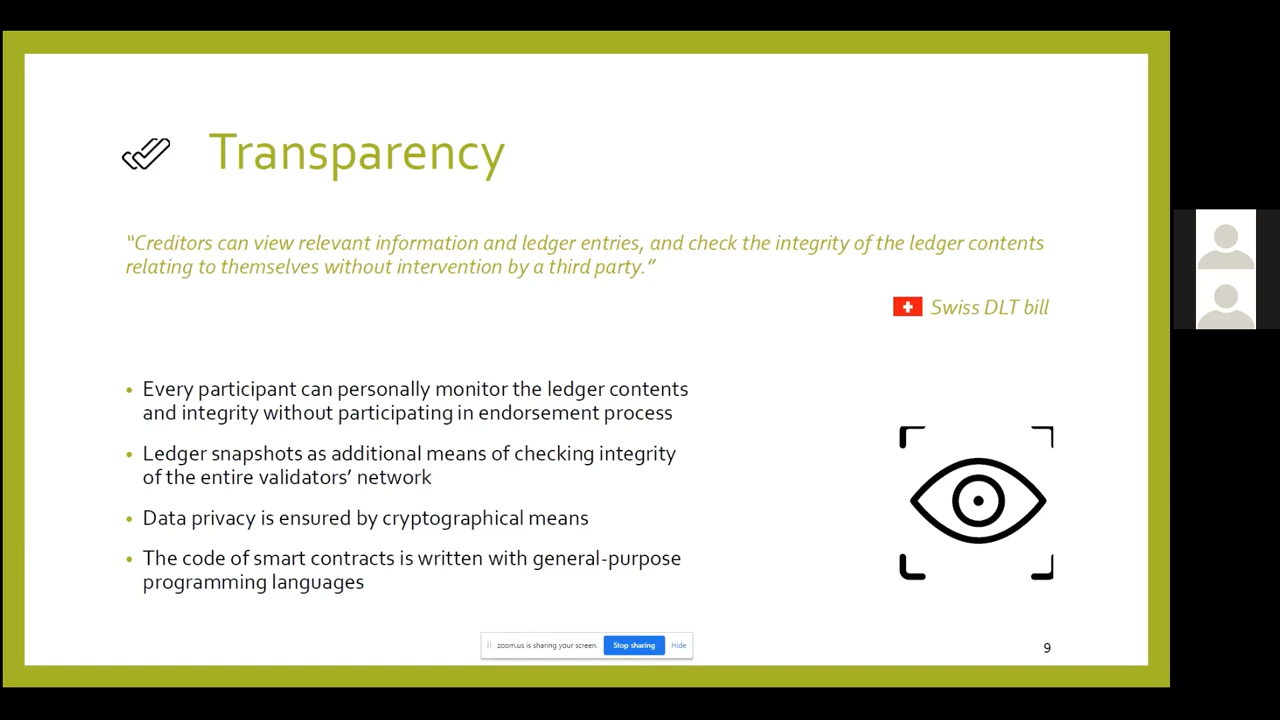 Transparency
“Creditors can view relevant information and ledger entries, and check the integrity of the ledger contents
relating to themselves without intervention by a third party.”
Swiss DLT bill
• Every participant can personally monitor the ledger contents
and integrity without participating in endorsement process
• Ledger snapshots as additional means of checking integrity
of the entire validators’ network
• Data privacy is ensured by cryptographical means
• The code of smart contracts is written with general-purpose
programming languages
zoom.us is sharing your screen. Stop sharing Hide
9